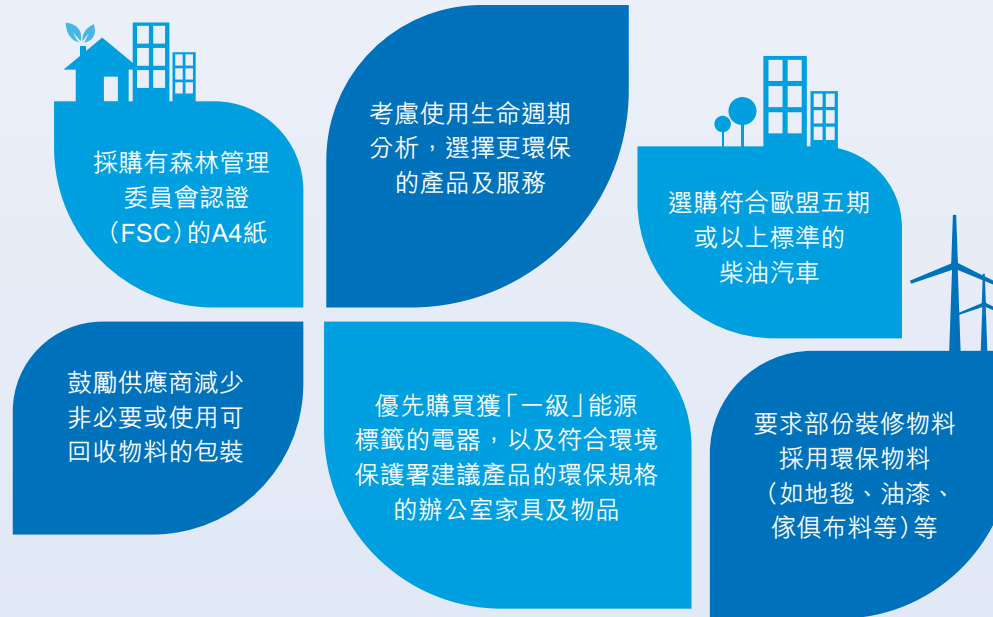 採購有森林管理
委員會認證
（FSC）的A4紙
考慮使用生命週期
分析，選擇更環保
的產品及服務
選購符合歐盟五期
或以上標準的
柴油汽車
鼓勵供應商減少
非必要或使用可
回收物料的包裝
優先購買獲「一級」能源
標籤的電器，以及符合環境
保護署建議產品的環保規格
的辦公室家具及物品
要求部份裝修物料
採用環保物料
（如地毯、油漆、
傢俱布料等）等